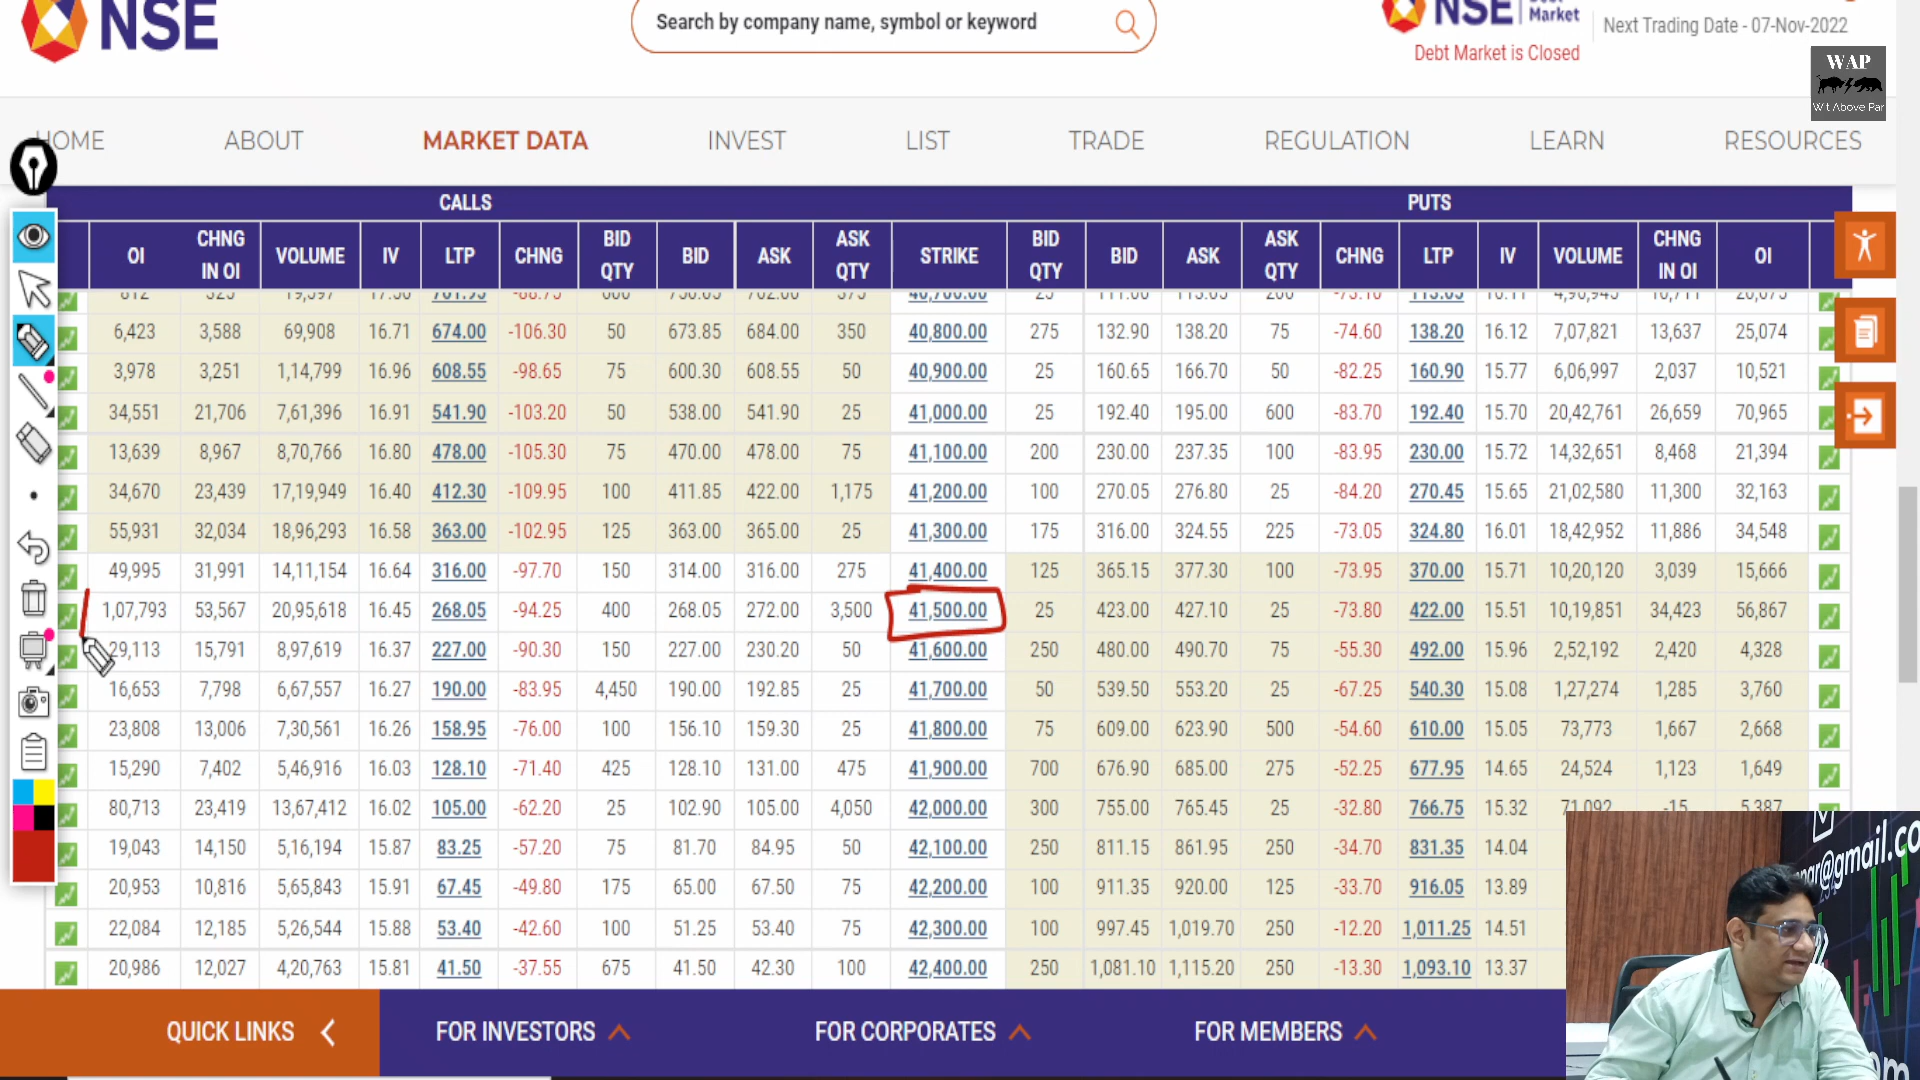 NSE
Search by company name, symbol or keyword
NSE Market
Debt Market is Closed
Next Trading Date - 07-Nov-2022
WAP
Wit Above Par
HOME ABOUT MARKET DATA INVEST LIST TRADE REGULATION LEARN RESOURCES
CALLS PUTS
OI CHNG IN OI VOLUME IV LTP CHNG BID QTY BID ASK ASK QTY STRIKE BID QTY BID ASK ASK QTY CHNG LTP IV VOLUME CHNG IN OI OI
6,423 3,588 69,908 16.71 674.00 -106.30 50 673.85 684.00 350 40,800.00 275 132.90 138.20 75 -74.60 138.20 16.12 7,07,821 13,637 25,074
3,978 3,251 1,14,799 16.96 608.55 -98.65 75 600.30 608.55 50 40,900.00 25 160.65 166.70 50 -82.25 160.90 15.77 6,06,997 2,037 10,521
34,551 21,706 7,61,396 16.91 541.90 -103.20 50 538.00 541.90 25 41,000.00 25 192.40 195.00 600 -83.70 192.40 15.70 20,42,761 26,659 70,965
13,639 8,967 8,70,766 16.80 478.00 -105.30 75 470.00 478.00 75 41,100.00 200 230.00 237.35 100 -83.95 230.00 15.72 14,32,651 8,468 21,394
34,670 23,439 17,19,949 16.40 412.30 -109.95 100 411.85 422.00 1,175 41,200.00 100 270.05 276.80 25 -84.20 270.45 15.65 21,02,580 11,300 32,163
55,931 32,034 18,96,293 16.58 363.00 -102.95 125 363.00 365.00 25 41,300.00 175 316.00 324.55 225 -73.05 324.80 16.01 18,42,952 11,886 34,548
49,995 31,991 14,11,154 16.64 316.00 -97.70 150 314.00 316.00 275 41,400.00 125 365.15 377.30 100 -73.95 370.00 15.71 10,20,120 3,039 15,666
1,07,793 53,567 20,95,618 16.45 268.05 -94.25 400 268.05 272.00 3,500 41,500.00 25 423.00 427.10 25 -73.80 422.00 15.51 10,19,851 34,423 56,867
29,113 15,791 8,97,619 16.37 227.00 -90.30 150 227.00 230.20 50 41,600.00 250 480.00 490.70 75 -55.30 492.00 15.96 2,52,192 2,420 4,328
16,653 7,798 6,67,557 16.27 190.00 -83.95 4,450 190.00 192.85 25 41,700.00 50 539.50 553.20 25 -67.25 540.30 15.08 1,27,274 1,285 3,760
23,808 13,006 7,30,561 16.26 158.95 -76.00 100 156.10 159.30 25 41,800.00 75 609.00 623.90 500 -54.60 610.00 15.05 73,773 1,667 2,668
15,290 7,402 5,46,916 16.03 128.10 -71.40 425 128.10 131.00 475 41,900.00 700 676.90 685.00 275 -52.25 677.95 14.65 24,524 1,123 1,649
80,713 23,419 13,67,412 16.02 105.00 -62.20 25 102.90 105.00 4,050 42,000.00 300 755.00 765.45 25 -32.80 766.75 15.32 71,092 -15 5,387
19,043 14,150 5,16,194 15.87 83.25 -57.20 75 81.70 84.95 50 42,100.00 250 811.15 861.95 250 -34.70 831.35 14.04
20,953 10,816 5,65,843 15.91 67.45 -49.80 175 65.00 67.50 75 42,200.00 100 911.35 920.00 125 -33.70 916.05 13.89
22,084 12,185 5,26,544 15.88 53.40 -42.60 100 51.25 53.40 75 42,300.00 100 997.45 1,019.70 250 -12.20 1,011.25 14.51
20,986 12,027 4,20,763 15.81 41.50 -37.55 675 41.50 42.30 100 42,400.00 250 1,081.10 1,115.20 250 -13.30 1,093.10 13.37
par@gmail.co
om
QUICK LINKS FOR INVESTORS FOR CORPORATES FOR MEMBERS